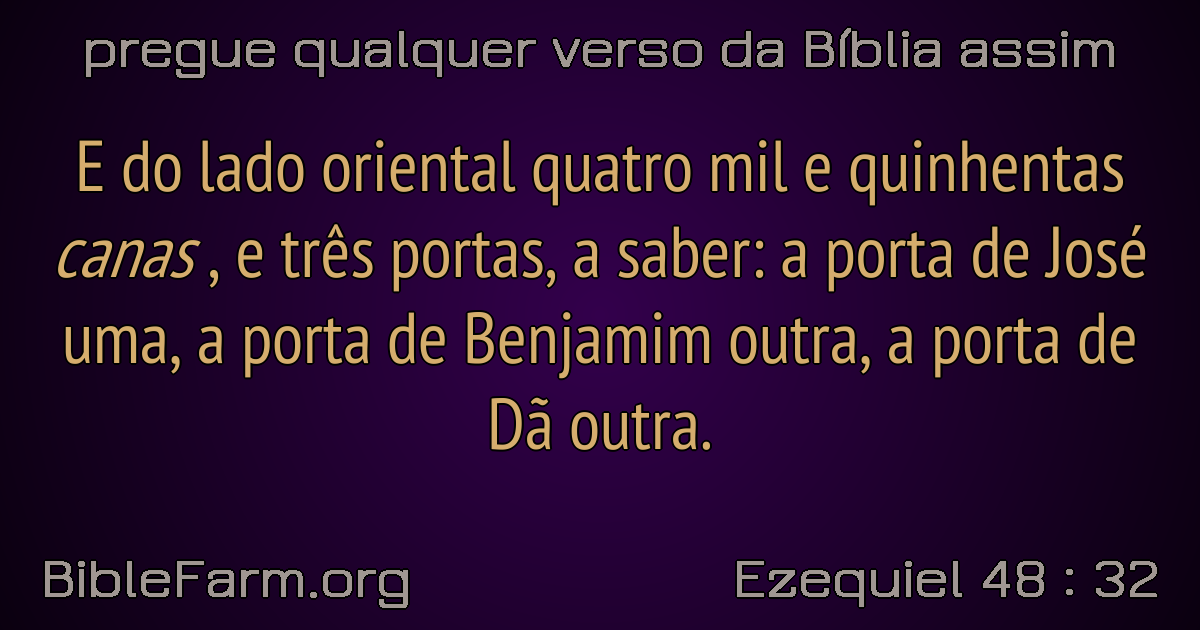 pregue qualquer verso da Bíblia assim
E do lado oriental quatro mil e quinhentas
canas , e três portas, a saber: a porta de José
uma, a porta de Benjamim outra, a porta de
Dã outra.
BibleFarm.org
Ezequiel 48 : 32